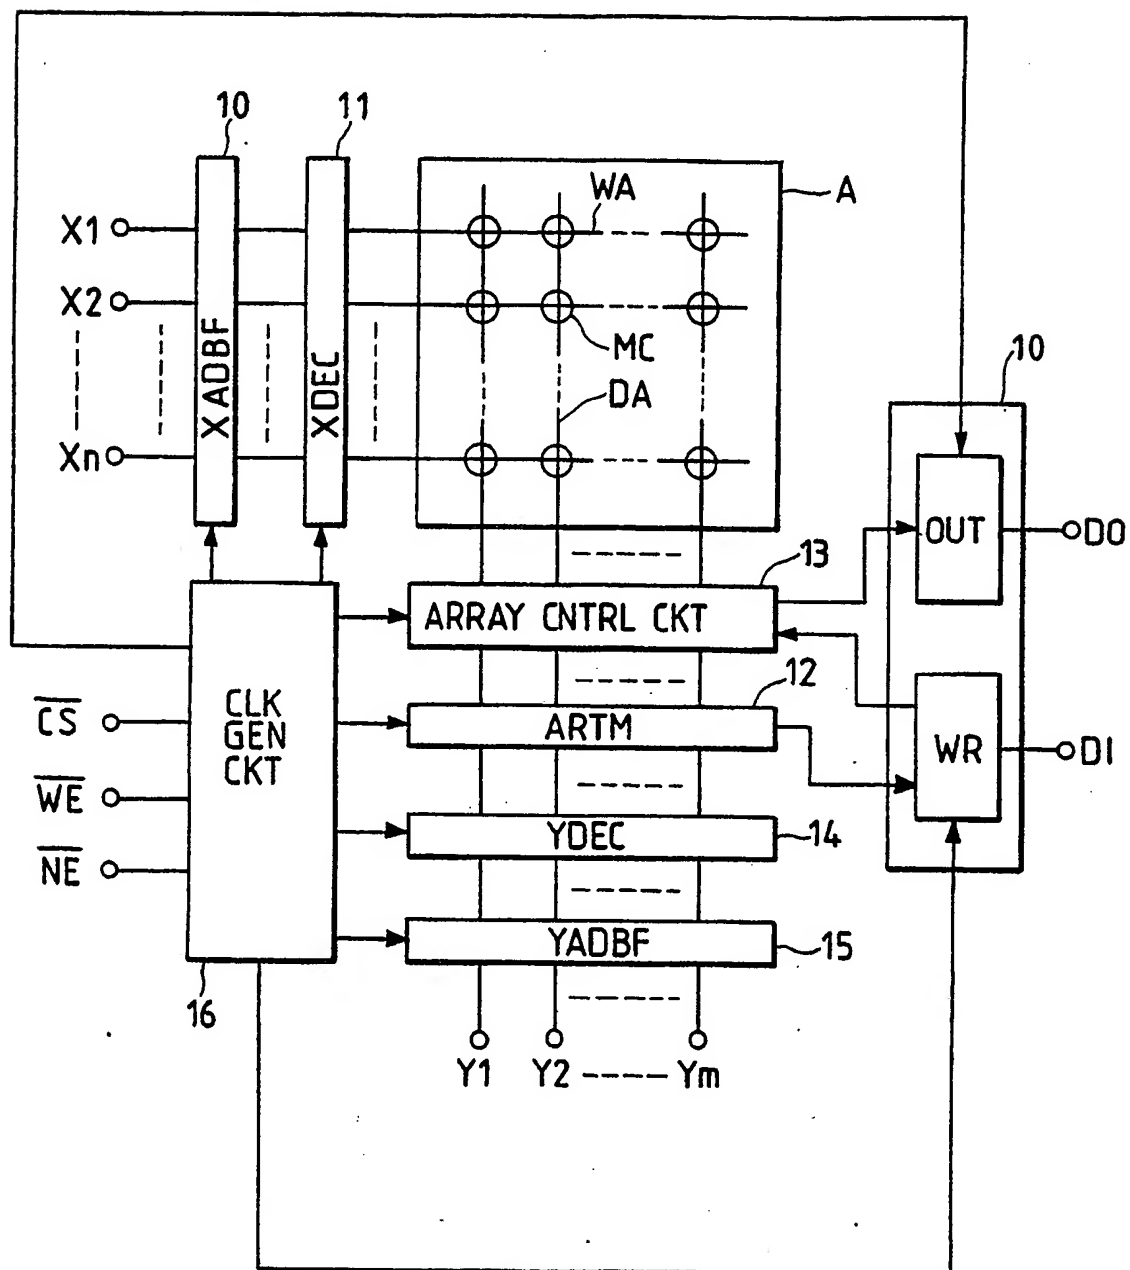 10
11
WA
A
X1
X2
MC
XADBF
XDEC
DA
10
Xn
OUT
DO
13
ARRAY CNTRL CKT
12
CS
CLK
GEN
CKT
ARTM
WR
DI
WE
YDEC
14
NE
YADBF
15
16
Y1 Y2 ----- Ym